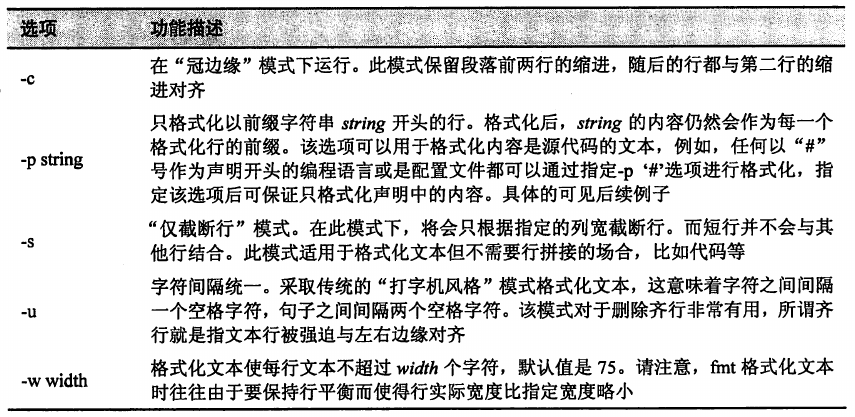 选项 功能描述
在“冠边缘”模式下运行。此模式保留段落前两行的缩进，随后的行都与第二行的缩
-c
进对齐
只格式化以前缀字符串 string 开头的行。格式化后，string 的内容仍然会作为每一个
格式化行的前缀。该选项可以用于格式化内容是源代码的文本，例如，任何以“#”
-p string
号作为声明开头的编程语言或是配置文件都可以通过指定-p ‘#’选项进行格式化，指
定该选项后可保证只格式化声明中的内容。具体的可见后续例子
“仅截断行”模式。在此模式下，将会只根据指定的列宽截断行。而短行并不会与其
-s
他行结合。此模式适用于格式化文本但不需要行拼接的场合，比如代码等
字符间隔统一。采取传统的“打字机风格”模式格式化文本，这意味着字符之间间隔
-u
一个空格字符，句子之间间隔两个空格字符。该模式对于删除齐行非常有用，所谓齐
行就是指文本行被强迫与左右边缘对齐
格式化文本使每行文本不超过 width 个字符，默认值是 75。请注意，fmt 格式化文本
-w width
时往往由于要保持行平衡而使得行实际宽度比指定宽度略小